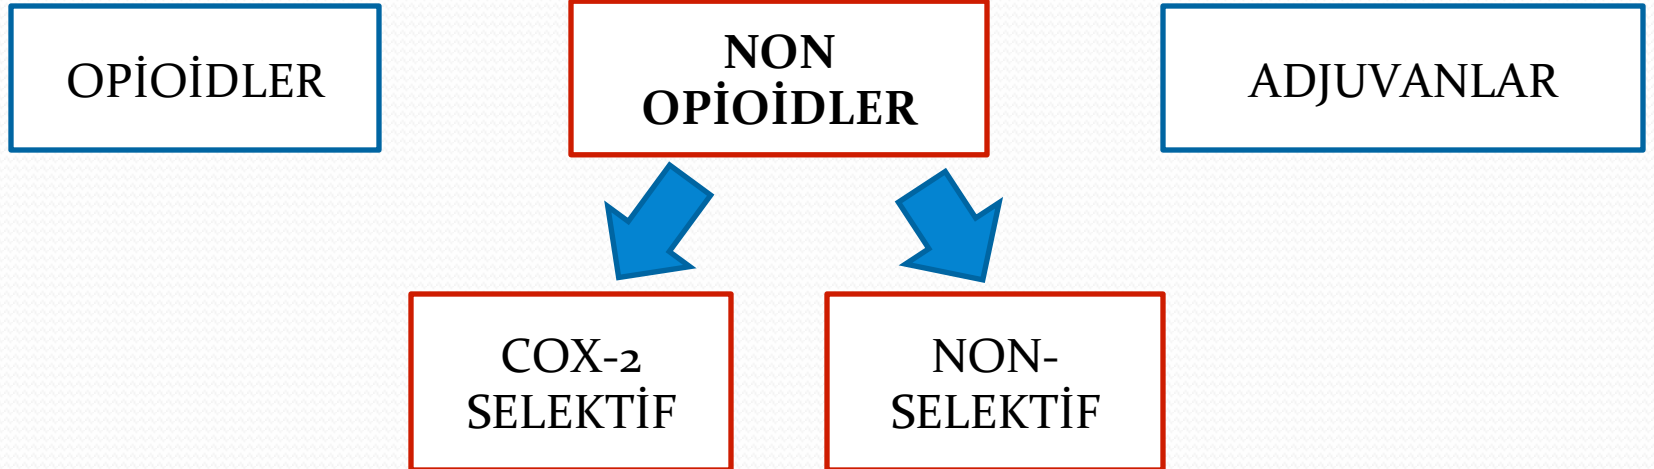 OPİOİDLER
NON
OPİOİDLER
ADJUVANLAR
COX-2
SELEKTİF
NON-
SELEKTİF